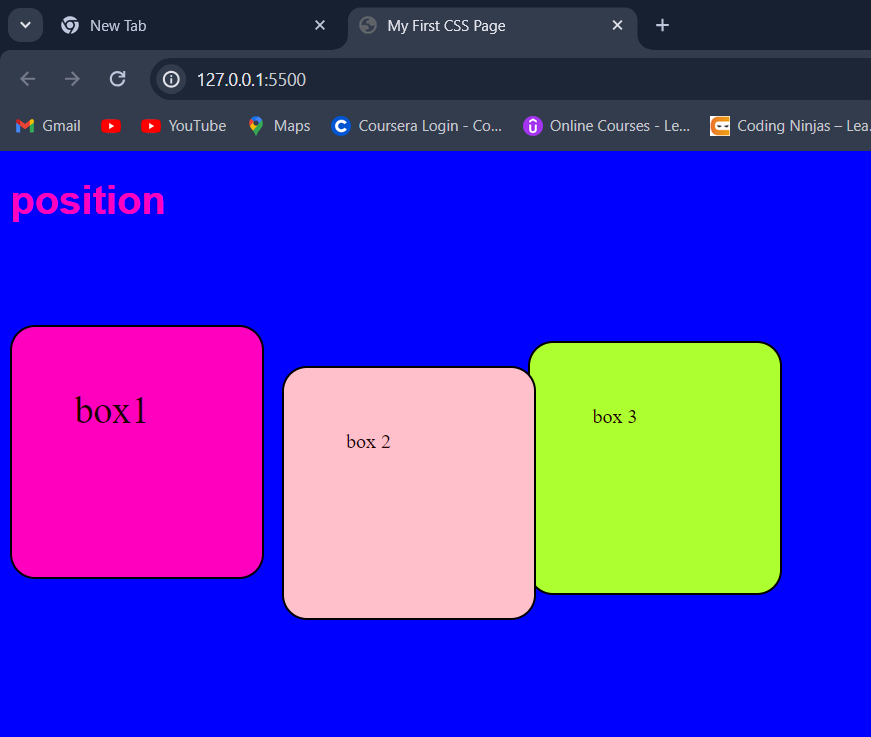 New Tab
My First CSS Page
127.0.0.1:5500
Gmail
YouTube
Maps
Coursera Login - Co...
Online Courses - Le...
Coding Ninjas – Lea.
position
box1
box 2
box 3